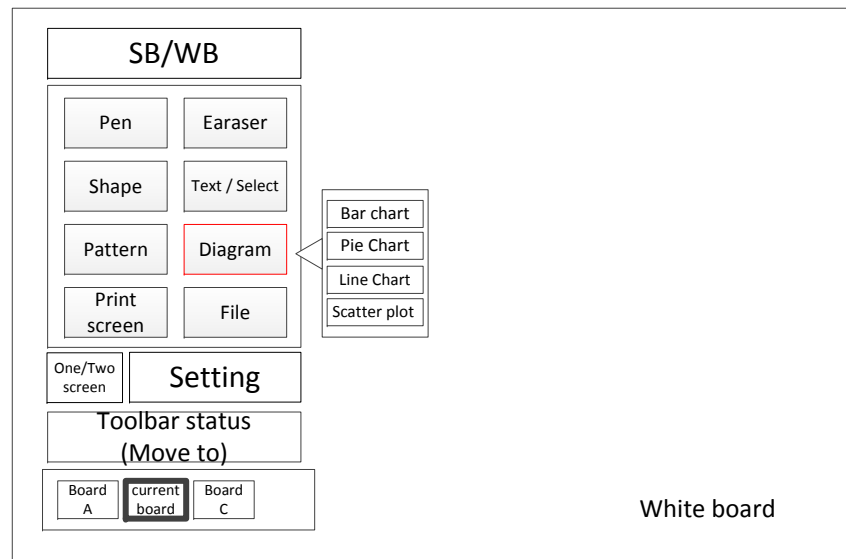 SB/WB
Pen
Earaser
Shape
Text / Select
Pattern
Diagram
Print
screen
File
Bar chart
Pie Chart
Line Chart
Scatter plot
One/Two
screen
Setting
Toolbar status
(Move to)
Board
A
current
board
Board
C
White board